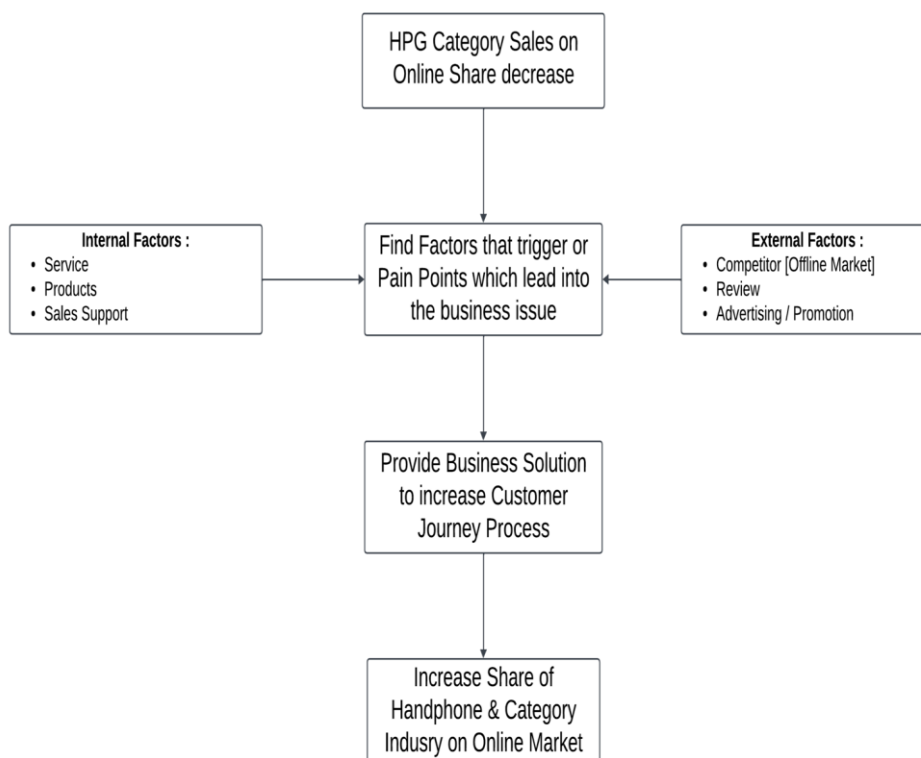 HPG Category Sales on
Online Share decrease
Internal Factors :
• Service
• Products
• Sales Support
Find Factors that trigger or
Pain Points which lead into
the business issue
External Factors :
• Competitor [Offline Market]
• Review
• Advertising / Promotion
Provide Business Solution
to increase Customer
Journey Process
Increase Share of
Handphone & Category
Indusry on Online Market